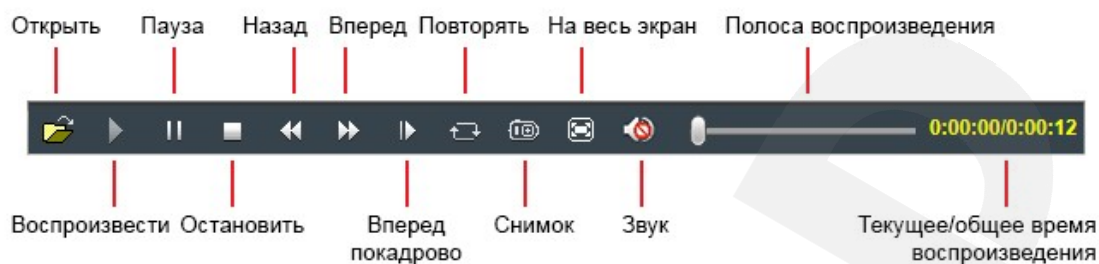 Открыть Пауза Назад Вперед Повторять На весь экран Полоса воспроизведения
0:00:00/0:00:12
Воспроизвести Остановить Вперед покадрово Снимок Звук Текущее/общее время воспроизведения